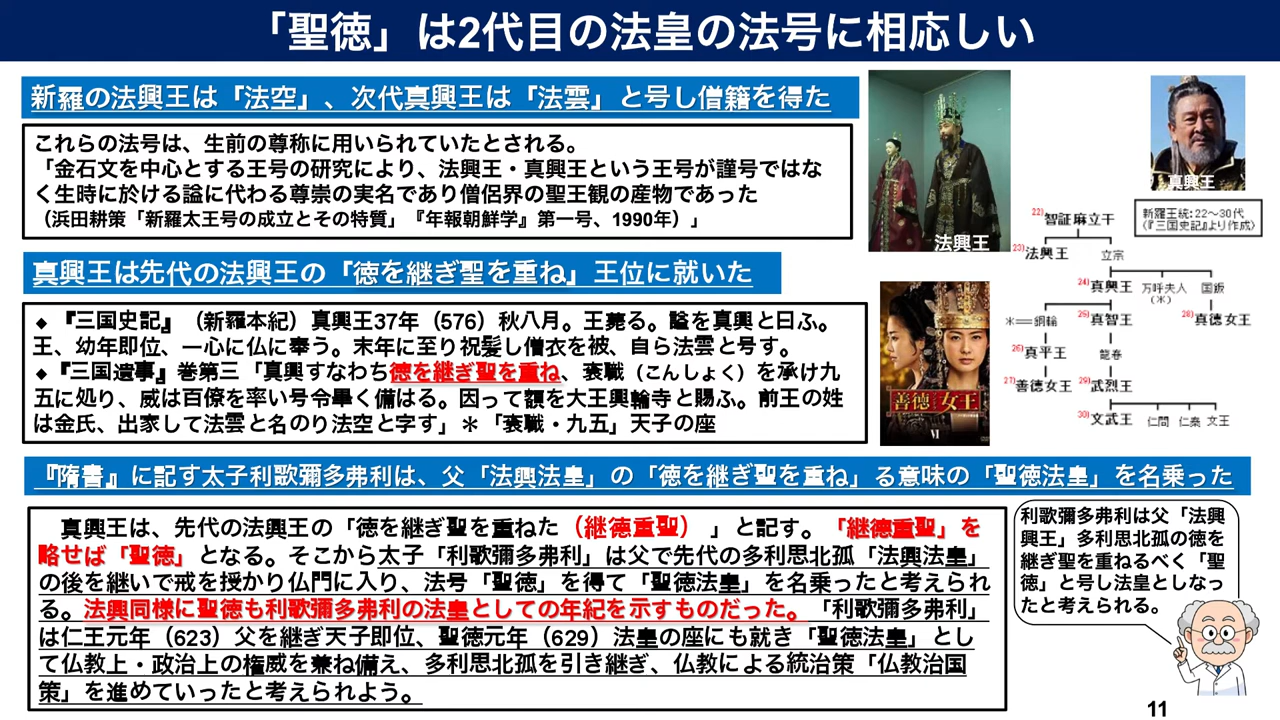 「聖徳」は2代目の法皇の法号に相応しい
新羅の法興王は『法空』、次代真興王は『法雲』と号し僧籍を得た
これらの法号は、生前の尊称に用いられていたとされる。
「金石文を中心とする王号の研究により、法興王・真興王という王号が謹号ではな
く生時に於ける謚に代わる尊崇の実名であり僧侶界の聖王観の産物であった
（浜田耕策「新羅太王号の成立とその特質」『年報朝鮮学』第一号、1990年）」
法興王
真興王
真興王は先代の法興王の『徳を継ぎ聖を重ね』王位に就いた
◆『三国史記』（新羅本紀）真興王37年（576）秋八月。王薨る。謚を真興と曰ふ。
王、幼年即位、一心に仏に奉う。末年に至り祝髪し僧衣を被、自ら法雲と号す。
◆『三国遺事』巻第三「真興すなわち徳を継ぎ聖を重ね、衮職（こんしょく）を承け九
五に処り、威は百僚を率い号令畢く備はる。因って額を大王興輪寺と賜ふ。前王の姓
は金氏、出家して法雲と名のり法空と字す」＊「衮職・九五」天子の座
善徳女王
VI
新羅王統:22〜30代
(『三国史記』より作成)
22)智証麻立干
23)法興王 立宗
24)真興王 万呼夫人 国飯
(米)
米＝銅輪 25)真智王 28)真徳女王
26)真平王 龍春
27)善徳女王 29)武烈王
30)文武王 仁問 仁泰 文王
『隋書』に記す太子利歌彌多弗利は、父「法興法皇」の「徳を継ぎ聖を重ね」る意味の「聖徳法皇」を名乗った
真興王は、先代の法興王の「徳を継ぎ聖を重ねた（継徳重聖）」と記す。「継徳重聖」を
略せば「聖徳」となる。そこから太子「利歌彌多弗利」は父で先代の多利思北孤「法興法皇」
の後を継いで戒を授かり仏門に入り、法号「聖徳」を得て「聖徳法皇」を名乗ったと考えられ
る。法興同様に聖徳も利歌彌多弗利の法皇としての年紀を示すものだった。「利歌彌多弗利」
は仁王元年（623）父を継ぎ天子即位、聖徳元年（629）法皇の座にも就き「聖徳法皇」とし
て仏教上・政治上の権威を兼ね備え、多利思北孤を引き継ぎ、仏教による統治策「仏教治国
策」を進めていったと考えられよう。
利歌彌多弗利は父「法興
興王」多利思北孤の徳を
継ぎ聖を重ねるべく「聖
徳」と号し法皇としなっ
たと考えられる。
11